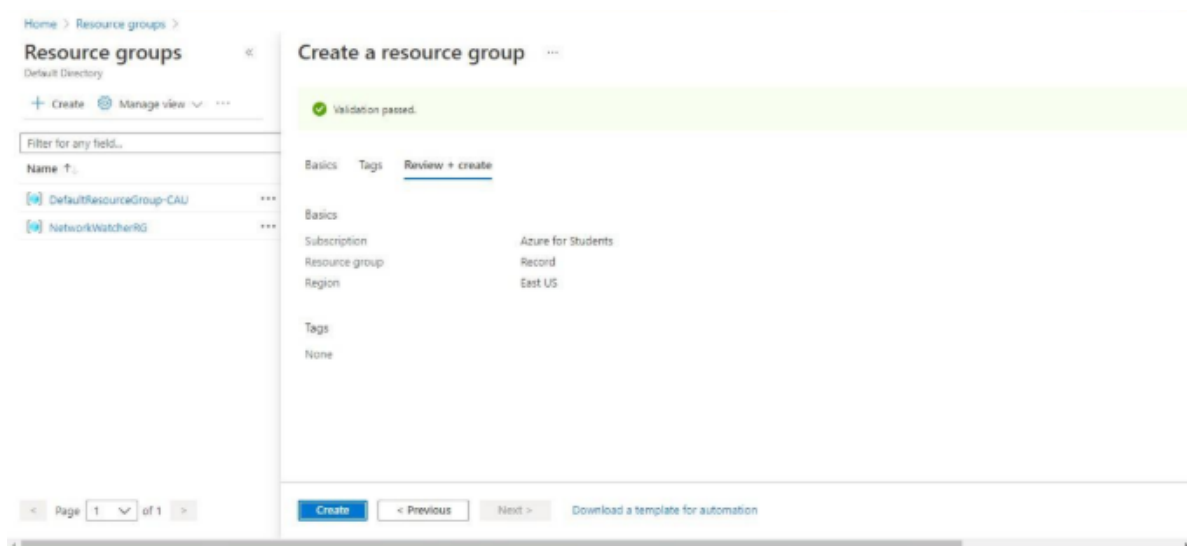 Home > Resource groups >
Resource groups «
Default Directory
+ Create Manage view ∨ ···
Filter for any field...
Name ↑
DefaultResourceGroup-CAU ···
NetworkWatcherRG ···
< Page 1 ∨ of 1 >
Create a resource group ···
Validation passed.
Basics Tags Review + create
Basics
Subscription Azure for Students
Resource group Record
Region East US
Tags
None
Create < Previous Next > Download a template for automation